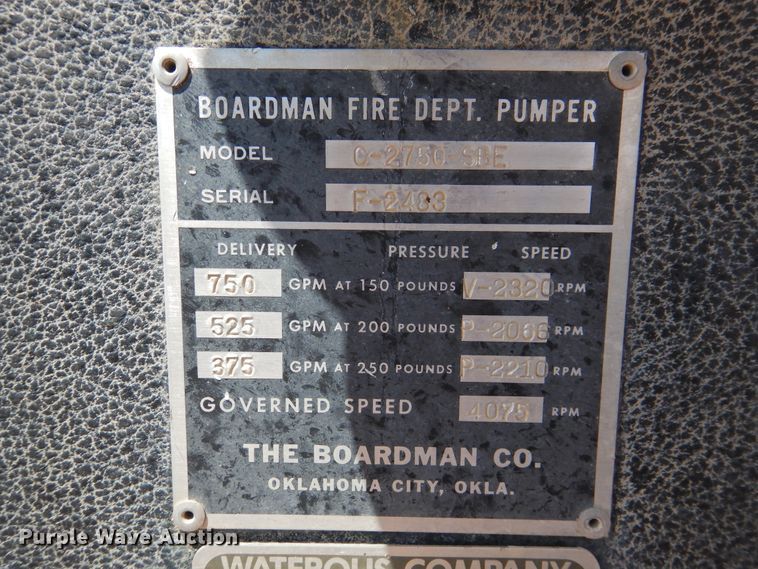 BOARDMAN FIRE DEPT. PUMPER
MODEL C-2750-SBE
SERIAL F-2483
DELIVERY PRESSURE SPEED
750 GPM AT 150 POUNDS V-2320 RPM
525 GPM AT 200 POUNDS P-2066 RPM
375 GPM AT 250 POUNDS P-2210 RPM
GOVERNED SPEED 4075 RPM
THE BOARDMAN CO.
OKLAHOMA CITY, OKLA.
Purple Wave Auction
WATEROUS COMPANY